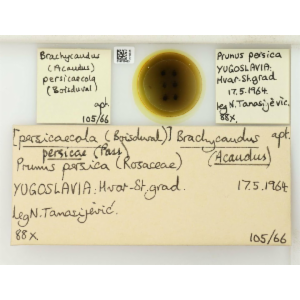 Brachycaudus
(Acaudus)
persicaecola
(Boisduval)
apt.
105/66
Prunus persica
YUGOSLAVIA:
Hvar-St.grad
17.5.1964.
leg N. Tanasijević.
88x.
[persicaecola (Boisduval)] Brachycaudus apt.
persicae (Pass (Acaudus)
Prunus persica (Rosaceae)
YUGOSLAVIA: Hvar-St.grad. 17.5.1964
leg N. Tanasijević.
88x. 105/66